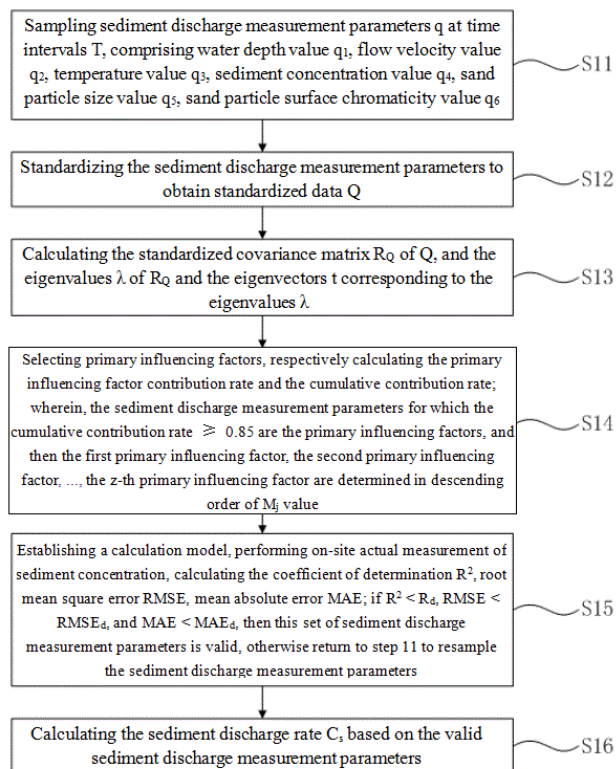 Sampling sediment discharge measurement parameters q at time
intervals T, comprising water depth value q₁, flow velocity value
q₂, temperature value q₃, sediment concentration value q₄, sand
particle size value q₅, sand particle surface chromaticity value q₆
S11
Standardizing the sediment discharge measurement parameters to
obtain standardized data Q
S12
Calculating the standardized covariance matrix R_Q of Q, and the
eigenvalues λ of R_Q and the eigenvectors t corresponding to the
eigenvalues λ
S13
Selecting primary influencing factors, respectively calculating the primary
influencing factor contribution rate and the cumulative contribution rate;
wherein, the sediment discharge measurement parameters for which the
cumulative contribution rate ≥ 0.85 are the primary influencing factors, and
then the first primary influencing factor, the second primary influencing
factor, ..., the z-th primary influencing factor are determined in descending
order of Mⱼ value
S14
Establishing a calculation model, performing on-site actual measurement of
sediment concentration, calculating the coefficient of determination R², root
mean square error RMSE, mean absolute error MAE; if R² < R_d, RMSE <
RMSE_d, and MAE < MAE_d, then this set of sediment discharge
measurement parameters is valid, otherwise return to step 11 to resample
the sediment discharge measurement parameters
S15
Calculating the sediment discharge rate Cₛ based on the valid
sediment discharge measurement parameters
S16